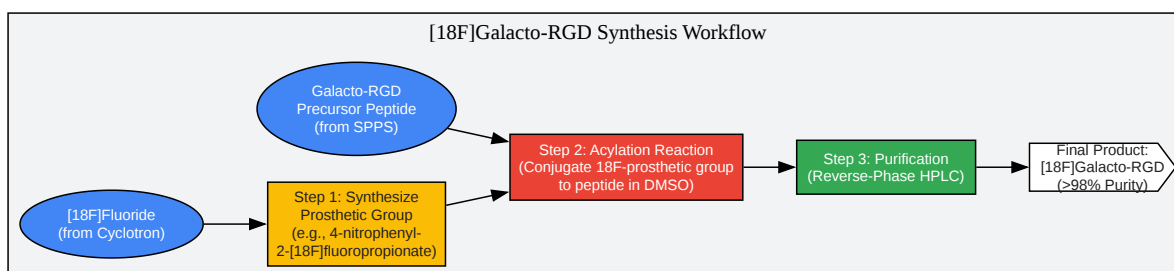 [18F]Galacto-RGD Synthesis Workflow
Galacto-RGD
Precursor Peptide
(from SPPS)
[18F]Fluoride
(from Cyclotron)
Step 1: Synthesize
Prosthetic Group
(e.g., 4-nitrophenyl-
2-[18F]fluoropropionate)
Step 2: Acylation Reaction
(Conjugate 18F-prosthetic group
to peptide in DMSO)
Step 3: Purification
(Reverse-Phase HPLC)
Final Product:
[18F]Galacto-RGD
(>98% Purity)